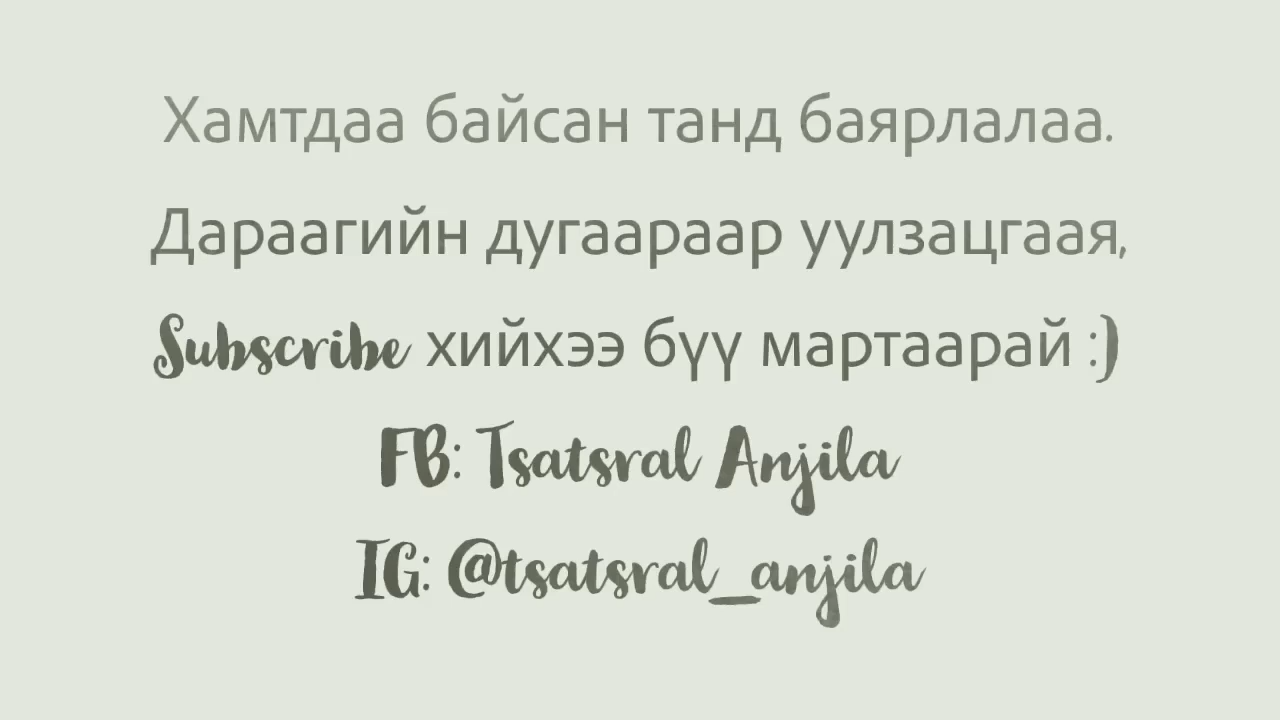 Хамтдаа байсан танд баярлалаа.
Дараагийн дугаараар уулзацгаая,
Subscribe хийхээ бүү мартаарай :)
FB: Tsatsral Anjila
IG: @tsatsral_anjila